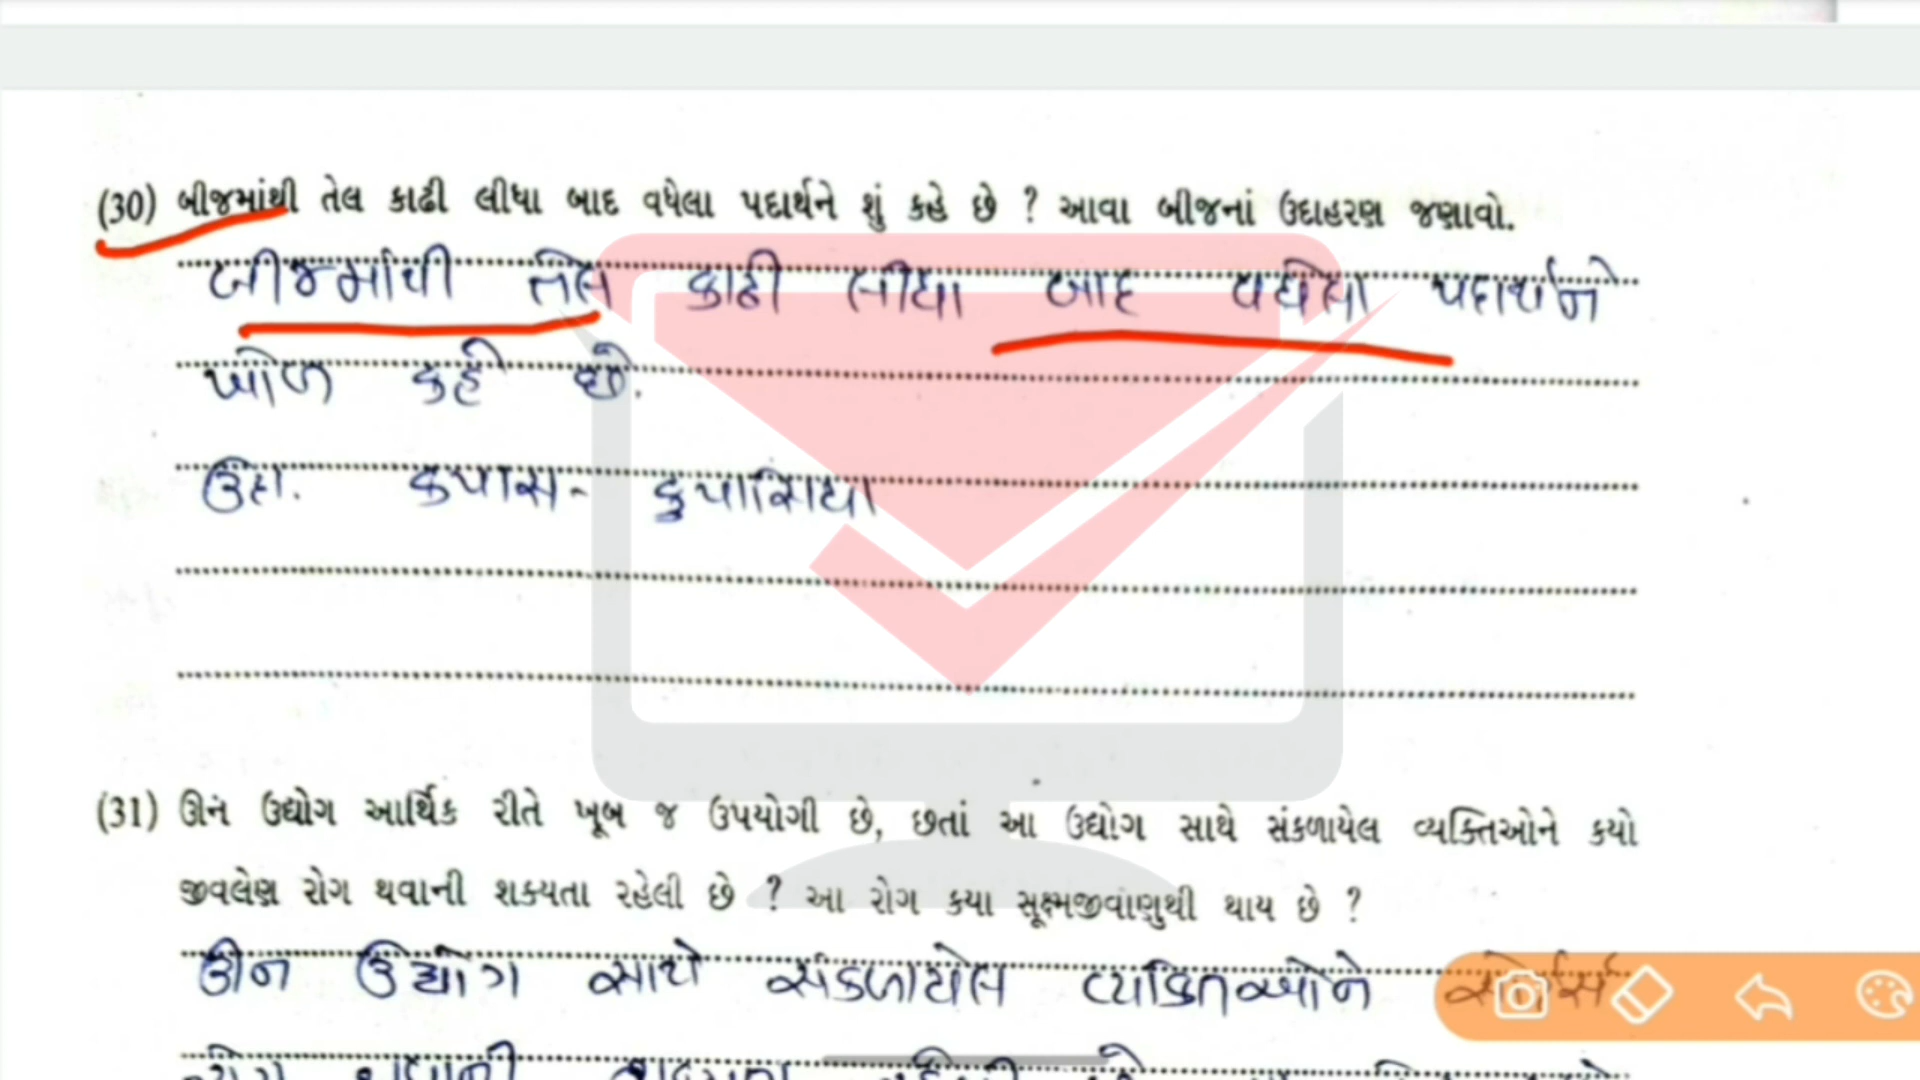 (30) બીજમાંથી તેલ કાઢી લીધા બાદ વધેલા પદાર્થને શું કહે છે ? આવા બીજનાં ઉદાહરણ જણાવો.
બીજમાંથી તેલ કાઢી લીધા બાદ વધેલા પદાર્થને
ખોળ કહે છે.
ઉદા. કપાસ - કપાસિયા
(31) ઊન ઉદ્યોગ આર્થિક રીતે ખૂબ જ ઉપયોગી છે, છતાં આ ઉદ્યોગ સાથે સંકળાયેલ વ્યક્તિઓને કયો
જીવલેણ રોગ થવાની શક્યતા રહેલી છે ? આ રોગ કયા સૂક્ષ્મજીવાણુથી થાય છે ?
ઊન ઉદ્યોગ સાથે સંકળાયેલ વ્યક્તિઓને